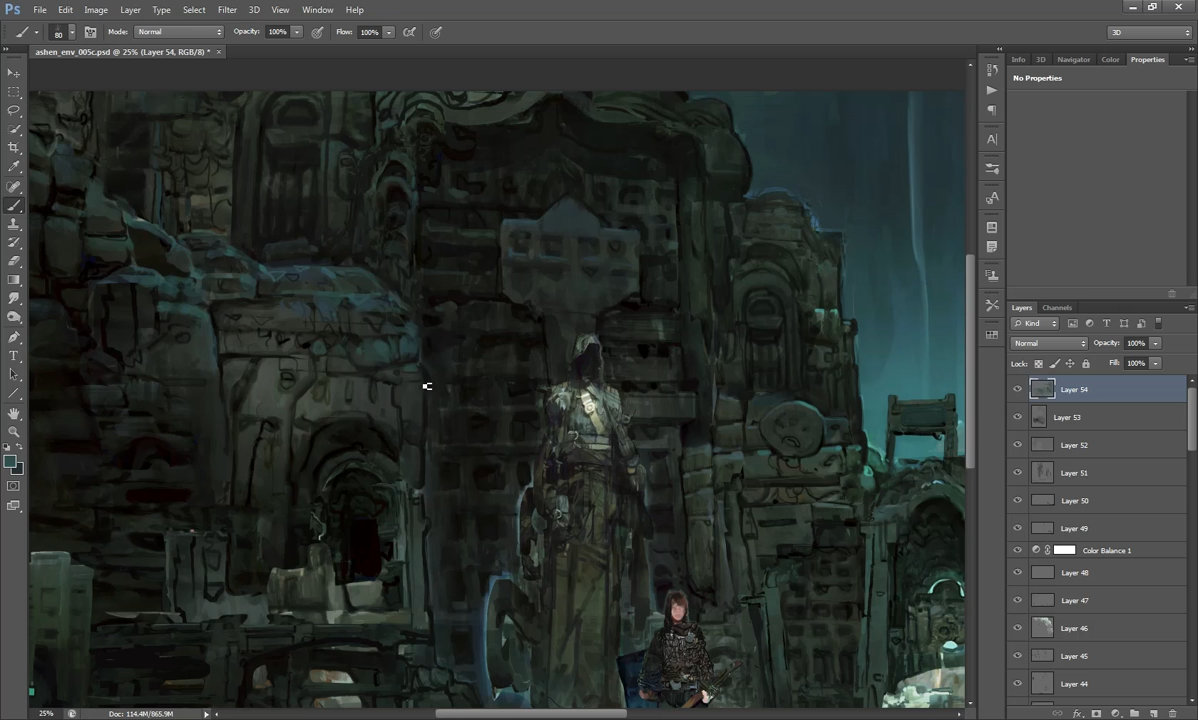 Ps File Edit Image Layer Type Select Filter 3D View Window Help
80 Mode: Normal Opacity: 100% Flow: 100% 3D
ashen_env_005c.psd @ 25% (Layer 54, RGB/8) * ×
Info 3D Navigator Color Properties
No Properties
Layers Channels
Kind
Normal Opacity: 100%
Lock: Fill: 100%
Layer 54
Layer 53
Layer 52
Layer 51
Layer 50
Layer 49
Color Balance 1
Layer 48
Layer 47
Layer 46
Layer 45
Layer 44
25% Doc: 114.4M/865.9M